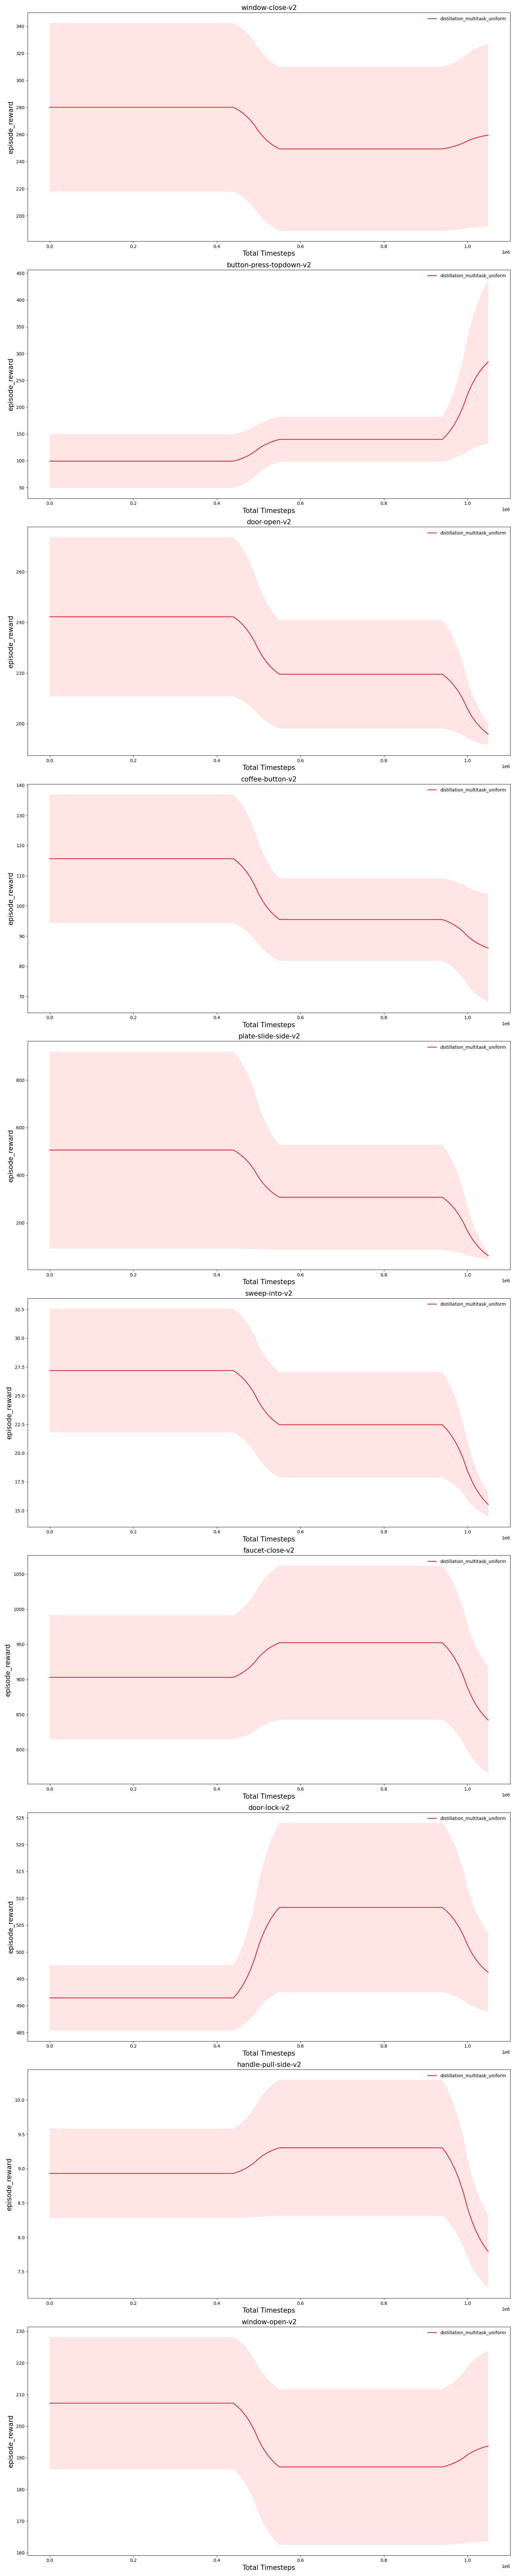 window-close-v2
distillation_multitask_uniform
340
320
300
280
260
240
220
200
episode_reward
0.0 0.2 0.4 0.6 0.8 1.0
1e6
Total Timesteps
button-press-topdown-v2
distillation_multitask_uniform
450
400
350
300
250
200
150
100
50
episode_reward
0.0 0.2 0.4 0.6 0.8 1.0
1e6
Total Timesteps
door-open-v2
distillation_multitask_uniform
260
240
220
200
episode_reward
0.0 0.2 0.4 0.6 0.8 1.0
1e6
Total Timesteps
coffee-button-v2
distillation_multitask_uniform
140
130
120
110
100
90
80
70
episode_reward
0.0 0.2 0.4 0.6 0.8 1.0
1e6
Total Timesteps
plate-slide-side-v2
distillation_multitask_uniform
800
600
400
200
episode_reward
0.0 0.2 0.4 0.6 0.8 1.0
1e6
Total Timesteps
sweep-into-v2
distillation_multitask_uniform
32.5
30.0
27.5
25.0
22.5
20.0
17.5
15.0
episode_reward
0.0 0.2 0.4 0.6 0.8 1.0
1e6
Total Timesteps
faucet-close-v2
distillation_multitask_uniform
1050
1000
950
900
850
800
episode_reward
0.0 0.2 0.4 0.6 0.8 1.0
1e6
Total Timesteps
door-lock-v2
distillation_multitask_uniform
525
520
515
510
505
500
495
490
485
episode_reward
0.0 0.2 0.4 0.6 0.8 1.0
1e6
Total Timesteps
handle-pull-side-v2
distillation_multitask_uniform
10.0
9.5
9.0
8.5
8.0
7.5
episode_reward
0.0 0.2 0.4 0.6 0.8 1.0
1e6
Total Timesteps
window-open-v2
distillation_multitask_uniform
230
220
210
200
190
180
170
160
episode_reward
0.0 0.2 0.4 0.6 0.8 1.0
1e6
Total Timesteps